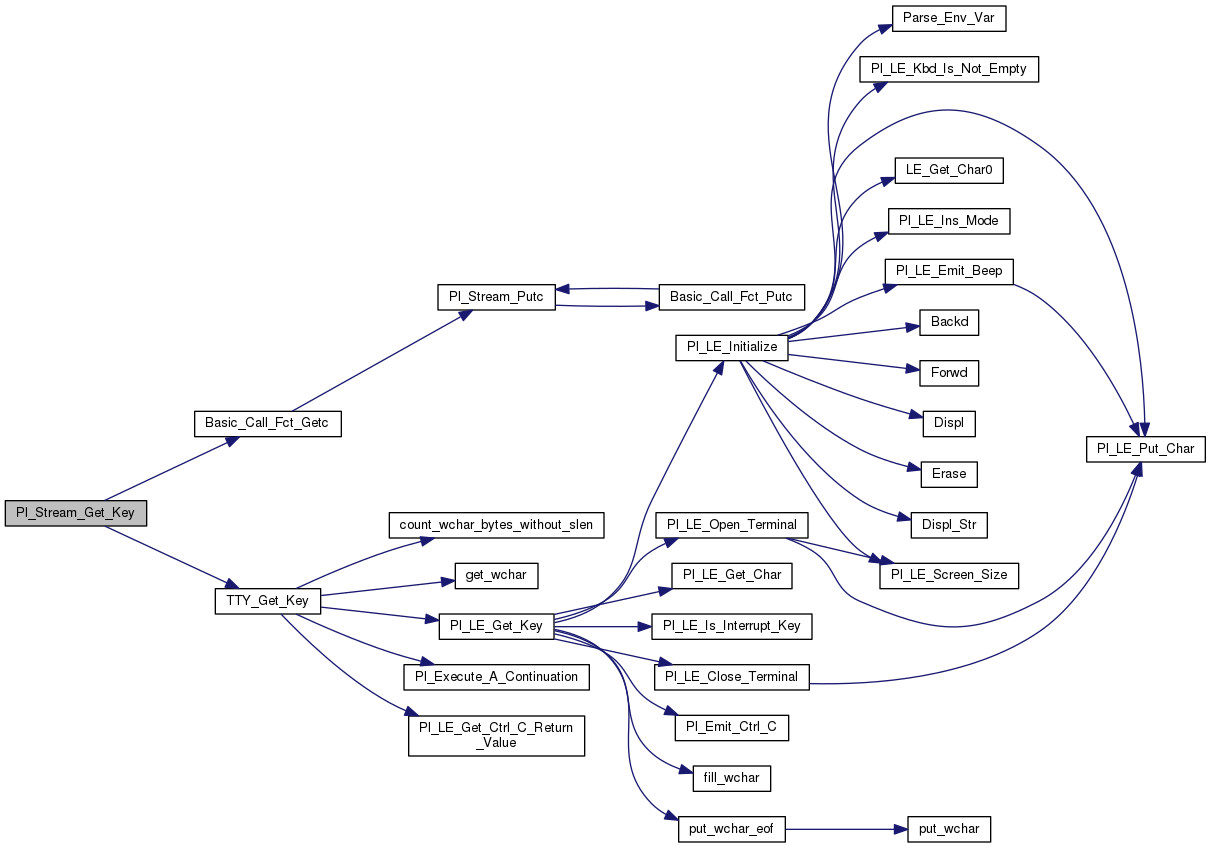 Parse_Env_Var
Pl_LE_Kbd_Is_Not_Empty
LE_Get_Char0
Pl_LE_Ins_Mode
Pl_LE_Emit_Beep
Pl_Stream_Putc
Basic_Call_Fct_Putc
Backd
Pl_LE_Initialize
Forwd
Basic_Call_Fct_Getc
Displ
Pl_LE_Put_Char
Erase
Pl_Stream_Get_Key
count_wchar_bytes_without_slen
Pl_LE_Open_Terminal
Displ_Str
get_wchar
Pl_LE_Get_Char
Pl_LE_Screen_Size
TTY_Get_Key
Pl_LE_Get_Key
Pl_LE_Is_Interrupt_Key
Pl_Execute_A_Continuation
Pl_LE_Close_Terminal
Pl_LE_Get_Ctrl_C_Return
_Value
Pl_Emit_Ctrl_C
fill_wchar
put_wchar_eof
put_wchar